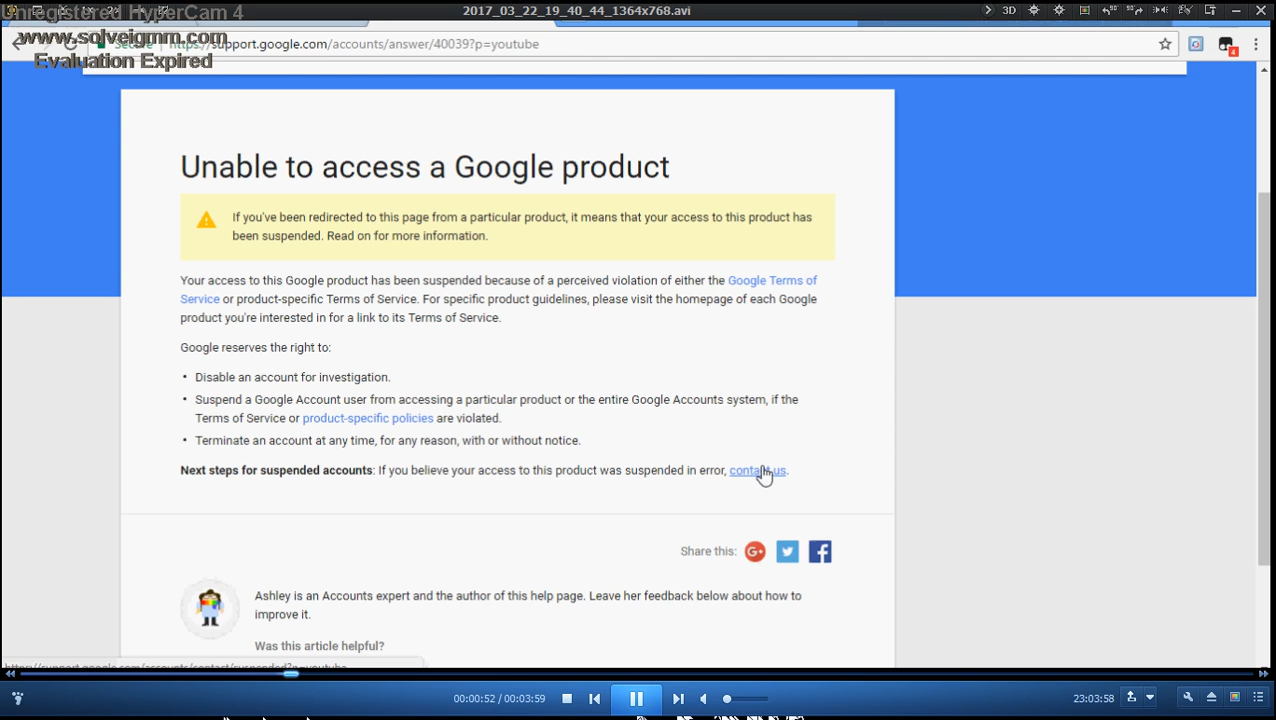 Unregistered HyperCam 4
2017_03_22_19_40_44_1364x768.avi
3D
www.solveigmm.com
Secure https://support.google.com/accounts/answer/40039?p=youtube
4
Evaluation Expired
Unable to access a Google product
If you've been redirected to this page from a particular product, it means that your access to this product has
been suspended. Read on for more information.
Your access to this Google product has been suspended because of a perceived violation of either the Google Terms of
Service or product-specific Terms of Service. For specific product guidelines, please visit the homepage of each Google
product you're interested in for a link to its Terms of Service.
Google reserves the right to:
• Disable an account for investigation.
• Suspend a Google Account user from accessing a particular product or the entire Google Accounts system, if the
Terms of Service or product-specific policies are violated.
• Terminate an account at any time, for any reason, with or without notice.
Next steps for suspended accounts: If you believe your access to this product was suspended in error, contact us.
Share this: G+
Ashley is an Accounts expert and the author of this help page. Leave her feedback below about how to
improve it.
Was this article helpful?
https://support.google.com/accounts/contact/suspended?p=youtube
00:00:52 / 00:03:59
23:03:58